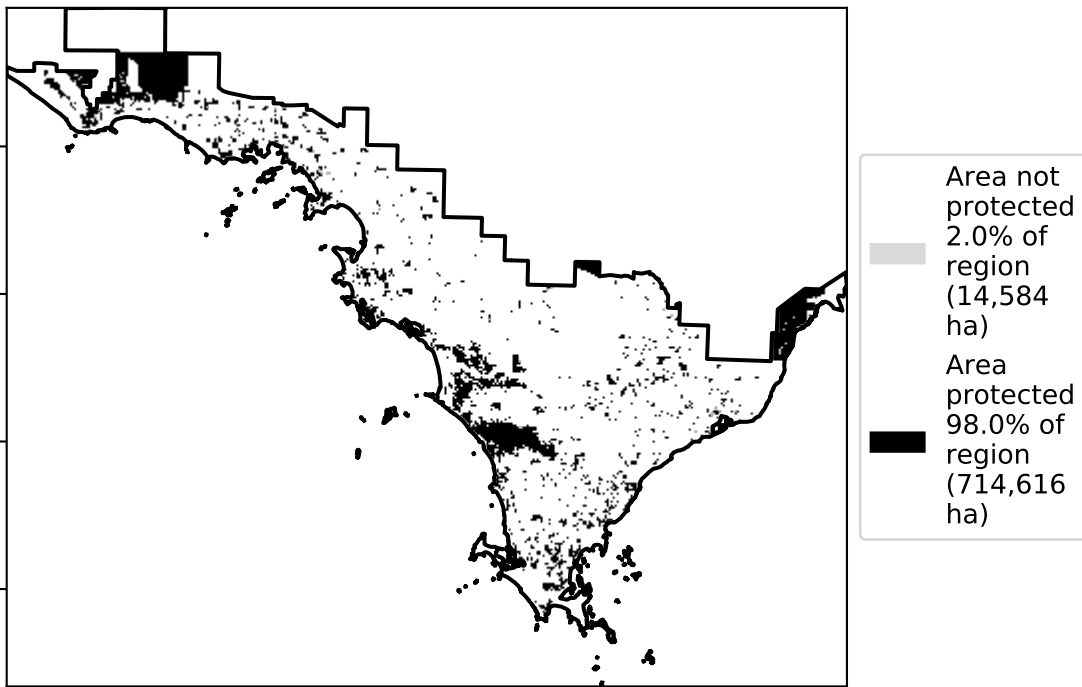 Area not
protected
2.0% of
region
(14,584
ha)
Area
protected
98.0% of
region
(714,616
ha)